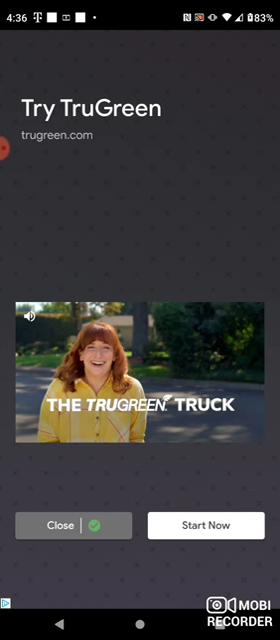 4:36
83%
Try TruGreen
trugreen.com
THE TRUGREEN TRUCK
Close
Start Now
MOBI
RECORDER